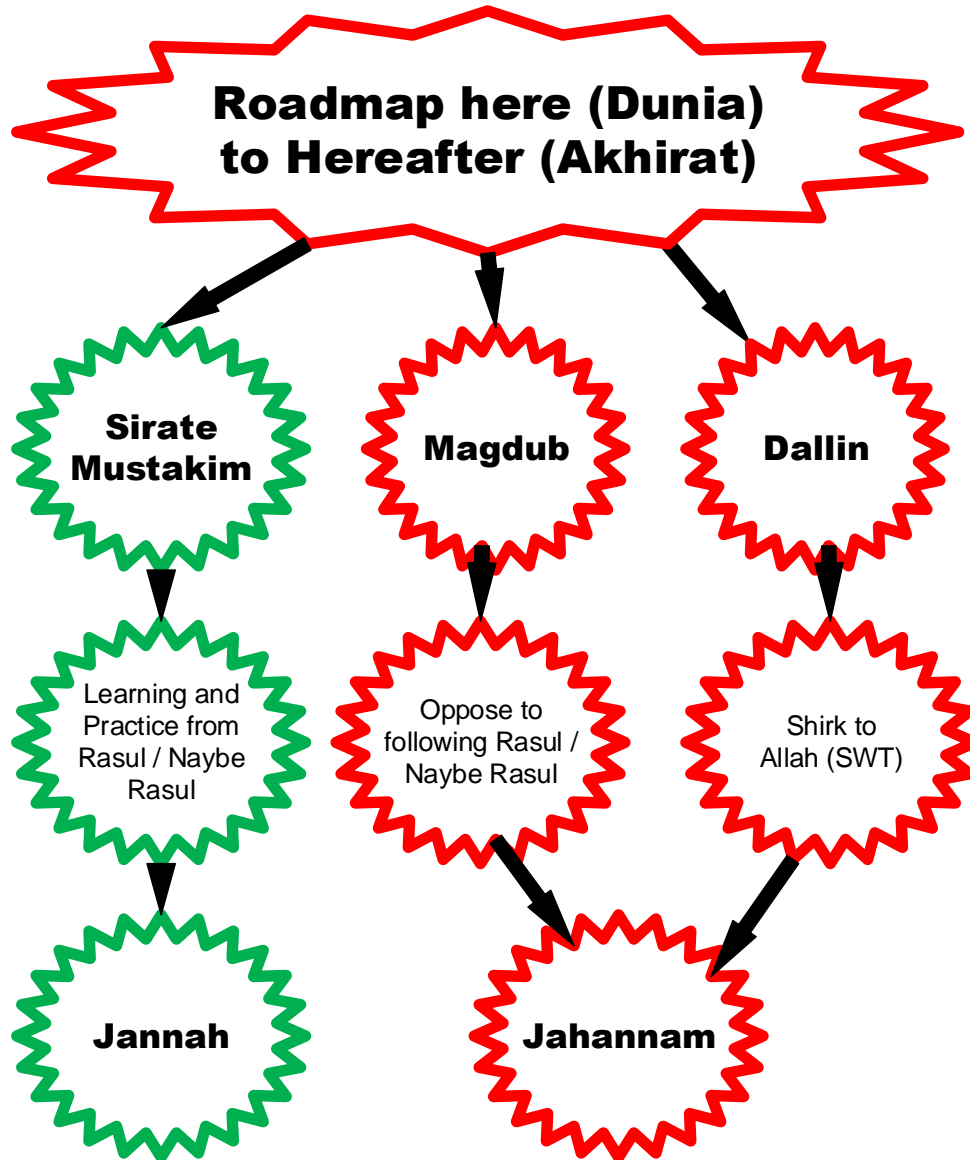 Roadmap here (Dunia)
to Hereafter (Akhirat)
Sirate
Mustakim
Magdub
Dallin
Learning and
Practice from
Rasul / Naybe
Rasul
Oppose to
following Rasul /
Naybe Rasul
Shirk to
Allah (SWT)
Jannah
Jahannam